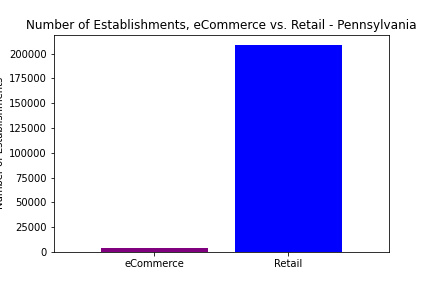 Number of Establishments, eCommerce vs. Retail - Pennsylvania
Number of Establishments
200000
175000
150000
125000
100000
75000
50000
25000
0
eCommerce
Retail